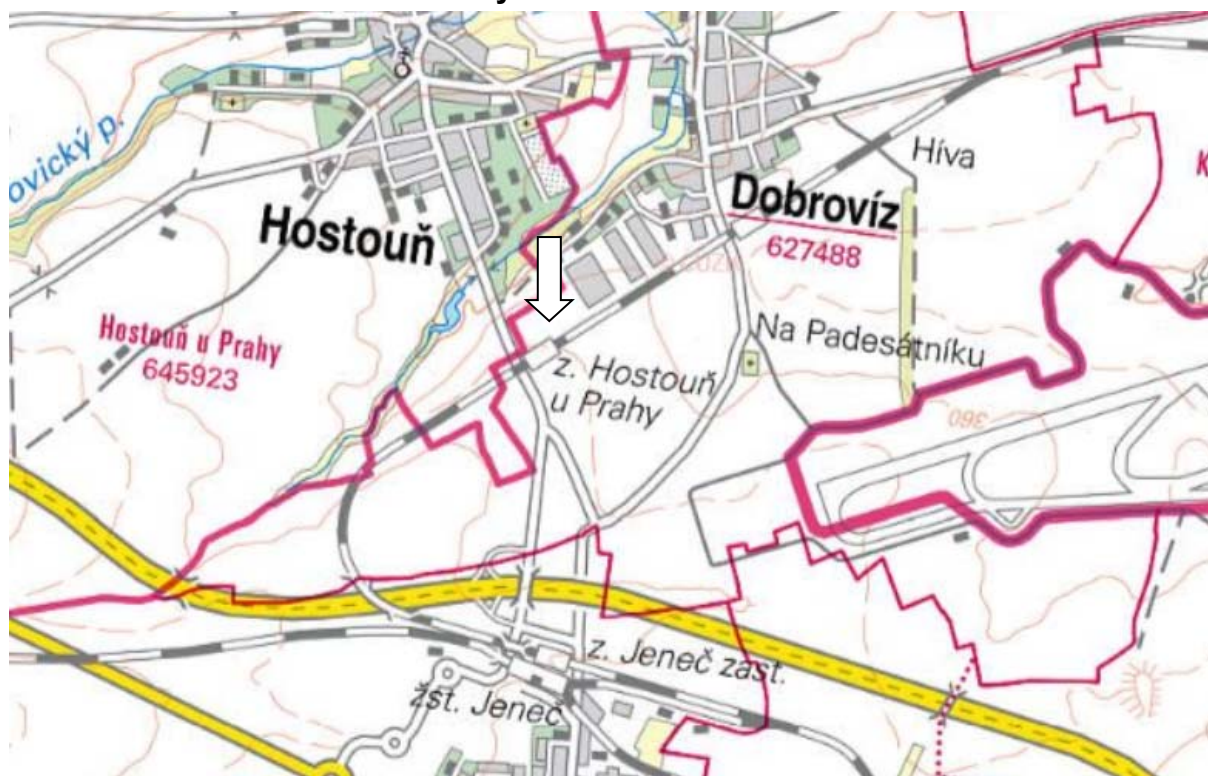 ovický p.
Híva
Hostouň
Dobrovíz
627488
Hostouň u Prahy
645923
Na Padesátníku
z. Hostouň
u Prahy
360
K
z. Jeneč zast.
žst. Jeneč